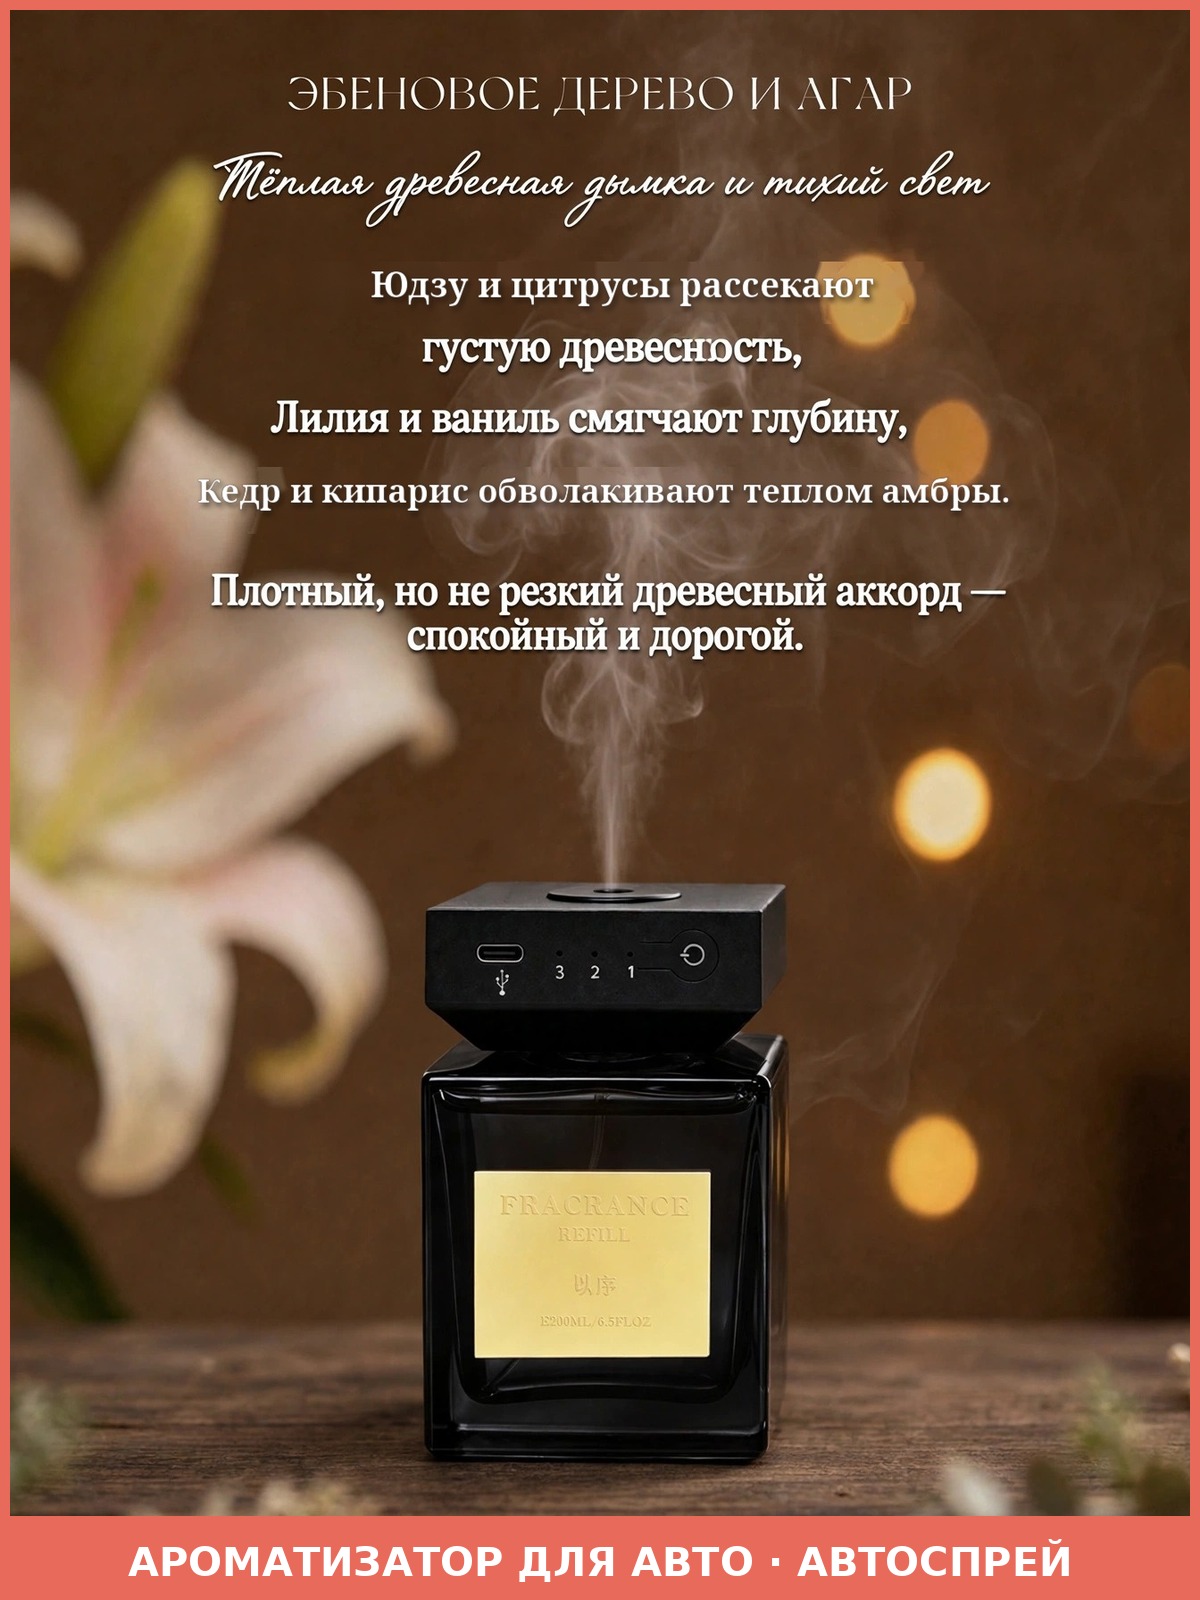 ЭБЕНОВОЕ ДЕРЕВО И АГАР
Тёплая древесная дымка и тихий свет
Юдзу и цитрусы рассекают
густую древесность,
Лилия и ваниль смягчают глубину,
Кедр и кипарис обволакивают теплом амбры.
Плотный, но не резкий древесный аккорд —
спокойный и дорогой.
3 2 1
FRAGRANCE
REFILL
以序
E200ML/6.5FLOZ
АРОМАТИЗАТОР ДЛЯ АВТО · АВТОСПРЕЙ